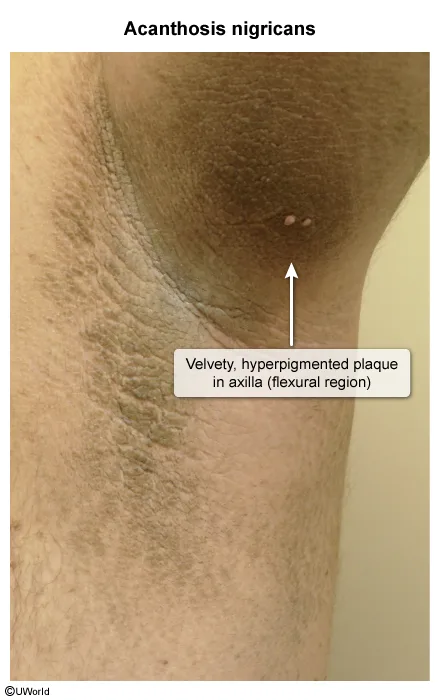 Acanthosis nigricans
Velvety, hyperpigmented plaque
in axilla (flexural region)
©UWorld